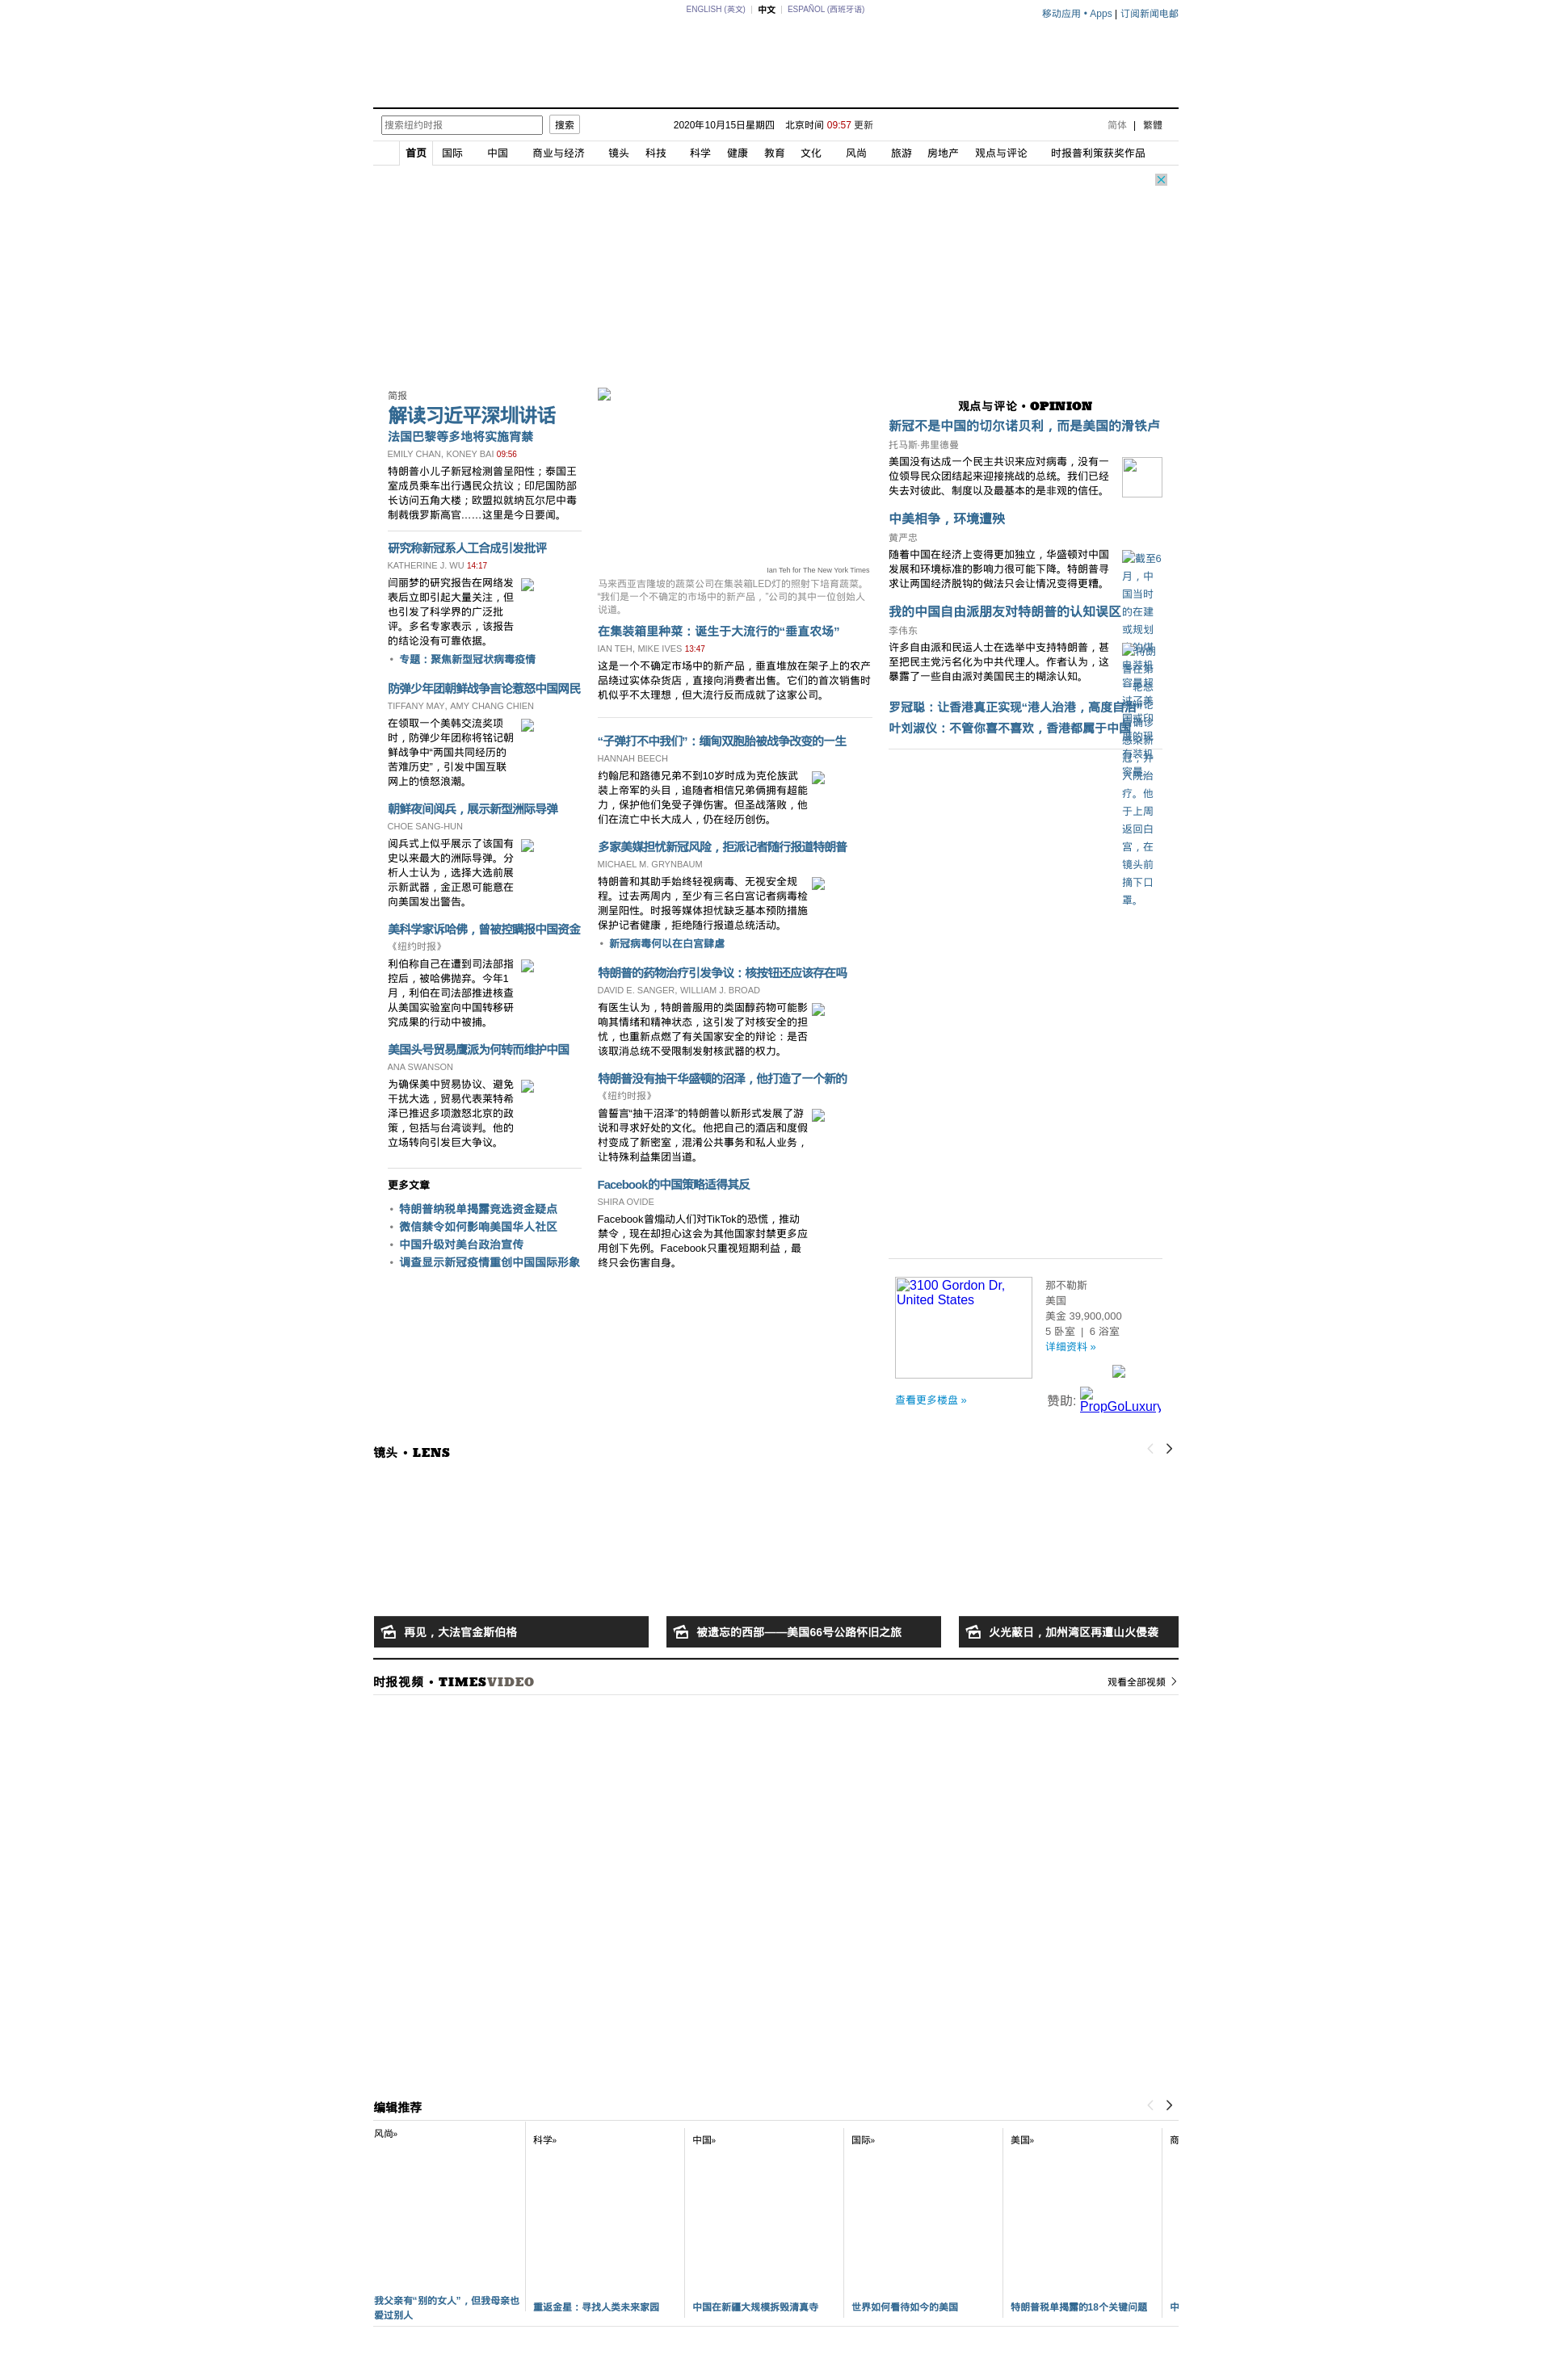 ENGLISH (英文)
中文
ESPAÑOL (西班牙语)
移动应用 • Apps | 订阅新闻电邮
搜索纽约时报
搜索
2020年10月15日星期四 北京时间 09:57 更新
简体 | 繁體
首页 国际 中国 商业与经济 镜头 科技 科学 健康 教育 文化 风尚 旅游 房地产 观点与评论 时报普利策获奖作品
简报
解读习近平深圳讲话
法国巴黎等多地将实施宵禁
EMILY CHAN, KONEY BAI 09:56
特朗普小儿子新冠检测曾呈阳性；泰国王
室成员乘车出行遇民众抗议；印尼国防部
长访问五角大楼；欧盟拟就纳瓦尔尼中毒
制裁俄罗斯高官……这里是今日要闻。
研究称新冠系人工合成引发批评
KATHERINE J. WU 14:17
闫丽梦的研究报告在网络发
表后立即引起大量关注，但
也引发了科学界的广泛批
评。多名专家表示，该报告
的结论没有可靠依据。
• 专题：聚焦新型冠状病毒疫情
防弹少年团朝鲜战争言论惹怒中国网民
TIFFANY MAY, AMY CHANG CHIEN
在领取一个美韩交流奖项
时，防弹少年团称将铭记朝
鲜战争中“两国共同经历的
苦难历史”，引发中国互联
网上的愤怒浪潮。
朝鲜夜间阅兵，展示新型洲际导弹
CHOE SANG-HUN
阅兵式上似乎展示了该国有
史以来最大的洲际导弹。分
析人士认为，选择大选前展
示新武器，金正恩可能意在
向美国发出警告。
美科学家诉哈佛，曾被控瞒报中国资金
《纽约时报》
利伯称自己在遭到司法部指
控后，被哈佛抛弃。今年1
月，利伯在司法部推进核查
从美国实验室向中国转移研
究成果的行动中被捕。
美国头号贸易鹰派为何转而维护中国
ANA SWANSON
为确保美中贸易协议、避免
干扰大选，贸易代表莱特希
泽已推迟多项激怒北京的政
策，包括与台湾谈判。他的
立场转向引发巨大争议。
更多文章
• 特朗普纳税单揭露竞选资金疑点
• 微信禁令如何影响美国华人社区
• 中国升级对美台政治宣传
• 调查显示新冠疫情重创中国国际形象
Ian Teh for The New York Times
马来西亚吉隆坡的蔬菜公司在集装箱LED灯的照射下培育蔬菜。
“我们是一个不确定的市场中的新产品，”公司的其中一位创始人
说道。
在集装箱里种菜：诞生于大流行的“垂直农场”
IAN TEH, MIKE IVES 13:47
这是一个不确定市场中的新产品，垂直堆放在架子上的农产
品绕过实体杂货店，直接向消费者出售。它们的首次销售时
机似乎不太理想，但大流行反而成就了这家公司。
“子弹打不中我们”：缅甸双胞胎被战争改变的一生
HANNAH BEECH
约翰尼和路德兄弟不到10岁时成为克伦族武
装上帝军的头目，追随者相信兄弟俩拥有超能
力，保护他们免受子弹伤害。但圣战落败，他
们在流亡中长大成人，仍在经历创伤。
多家美媒担忧新冠风险，拒派记者随行报道特朗普
MICHAEL M. GRYNBAUM
特朗普和其助手始终轻视病毒、无视安全规
程。过去两周内，至少有三名白宫记者病毒检
测呈阳性。时报等媒体担忧缺乏基本预防措施
保护记者健康，拒绝随行报道总统活动。
• 新冠病毒何以在白宫肆虐
特朗普的药物治疗引发争议：核按钮还应该存在吗
DAVID E. SANGER, WILLIAM J. BROAD
有医生认为，特朗普服用的类固醇药物可能影
响其情绪和精神状态，这引发了对核安全的担
忧，也重新点燃了有关国家安全的辩论：是否
该取消总统不受限制发射核武器的权力。
特朗普没有抽干华盛顿的沼泽，他打造了一个新的
《纽约时报》
曾誓言“抽干沼泽”的特朗普以新形式发展了游
说和寻求好处的文化。他把自己的酒店和度假
村变成了新密室，混淆公共事务和私人业务，
让特殊利益集团当道。
Facebook的中国策略适得其反
SHIRA OVIDE
Facebook曾煽动人们对TikTok的恐慌，推动
禁令，现在却担心这会为其他国家封禁更多应
用创下先例。Facebook只重视短期利益，最
终只会伤害自身。
观点与评论 • OPINION
新冠不是中国的切尔诺贝利，而是美国的滑铁卢
托马斯·弗里德曼
美国没有达成一个民主共识来应对病毒，没有一
位领导民众团结起来迎接挑战的总统。我们已经
失去对彼此、制度以及最基本的是非观的信任。
中美相争，环境遭殃
黄严忠
随着中国在经济上变得更加独立，华盛顿对中国
发展和环境标准的影响力很可能下降。特朗普寻
求让两国经济脱钩的做法只会让情况变得更糟。
截至6
月，中
国当时
的在建
或规划
我的中国自由派朋友对特朗普的认知误区
李伟东
许多自由派和民运人士在选举中支持特朗普，甚
至把民主党污名化为中共代理人。作者认为，这
暴露了一些自由派对美国民主的糊涂认知。
罗冠聪：让香港真正实现“港人治港，高度自治”
叶刘淑仪：不管你喜不喜欢，香港都属于中国
疗。他
于上周
返回白
宫，在
镜头前
摘下口
罩。
3100 Gordon Dr,
United States
那不勒斯
美国
美金 39,900,000
5 卧室 | 6 浴室
详细资料 »
查看更多楼盘 »
赞助: PropGoLuxury
镜头 • LENS
再见，大法官金斯伯格
被遗忘的西部——美国66号公路怀旧之旅
火光蔽日，加州湾区再遭山火侵袭
时报视频 • TIMESVIDEO
观看全部视频
编辑推荐
风尚»
科学»
中国»
国际»
美国»
商
我父亲有“别的女人”，但我母亲也
爱过别人
重返金星：寻找人类未来家园
中国在新疆大规模拆毁清真寺
世界如何看待如今的美国
特朗普税单揭露的18个关键问题
中